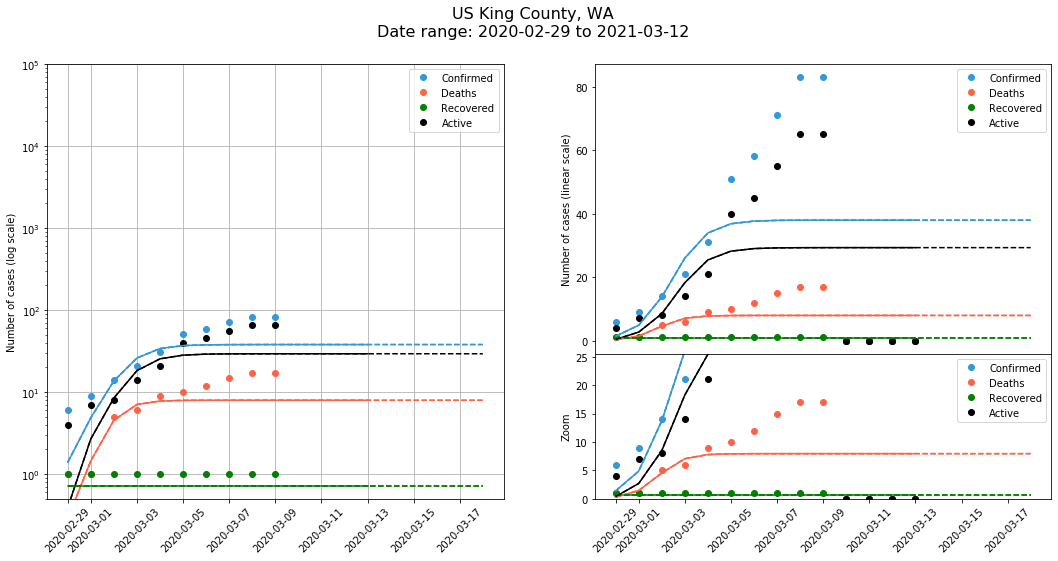 US King County, WA
Date range: 2020-02-29 to 2021-03-12
Number of cases (log scale)
10^5
10^4
10^3
10^2
10^1
10^0
Confirmed
Deaths
Recovered
Active
2020-02-29
2020-03-01
2020-03-03
2020-03-05
2020-03-07
2020-03-09
2020-03-11
2020-03-13
2020-03-15
2020-03-17
Number of cases (linear scale)
80
60
40
20
0
Confirmed
Deaths
Recovered
Active
Zoom
25
20
15
10
5
0
Confirmed
Deaths
Recovered
Active
2020-02-29
2020-03-01
2020-03-03
2020-03-05
2020-03-07
2020-03-09
2020-03-11
2020-03-13
2020-03-15
2020-03-17